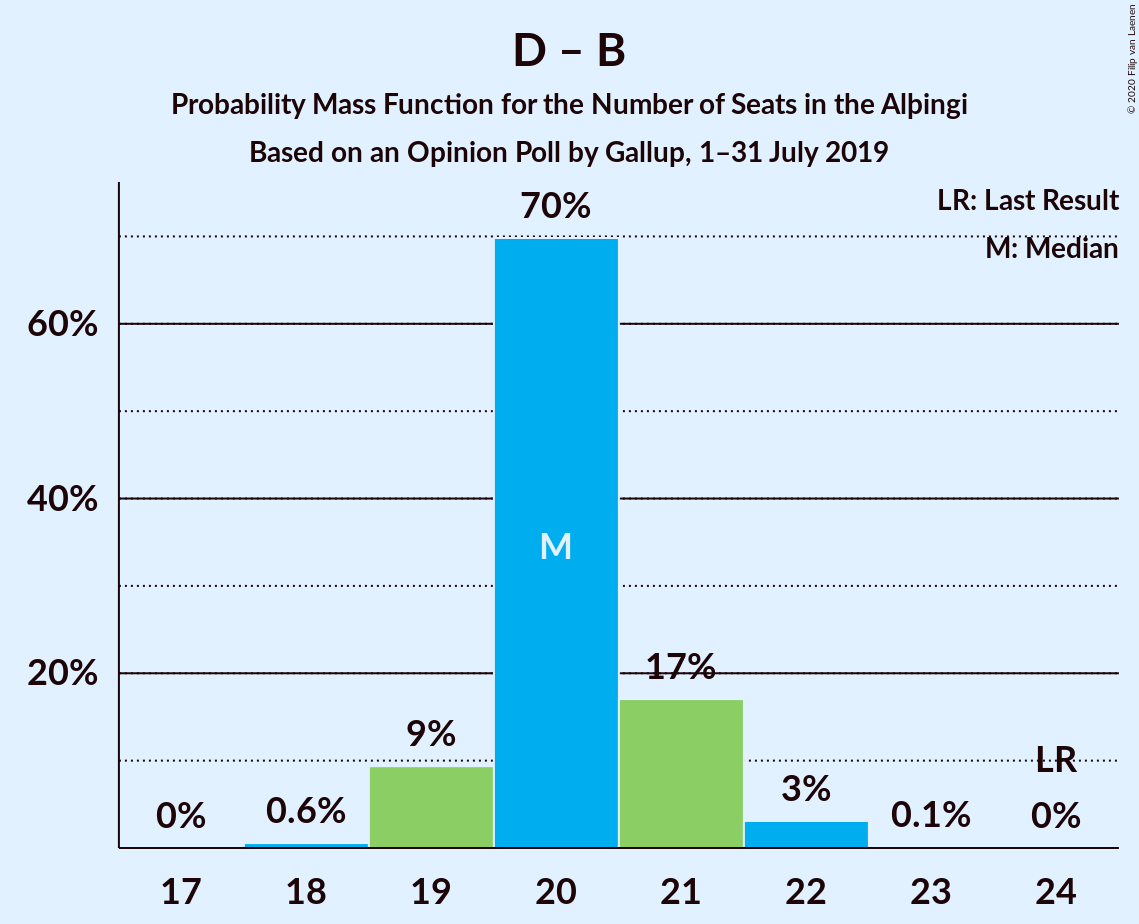 D – B
Probability Mass Function for the Number of Seats in the Alþingi
Based on an Opinion Poll by Gallup, 1–31 July 2019
© 2020 Filip van Laenen
LR: Last Result
M: Median
70%
60%
40%
M
20%
17%
9%
LR
0%
0.6%
3%
0.1%
0%
17 18 19 20 21 22 23 24